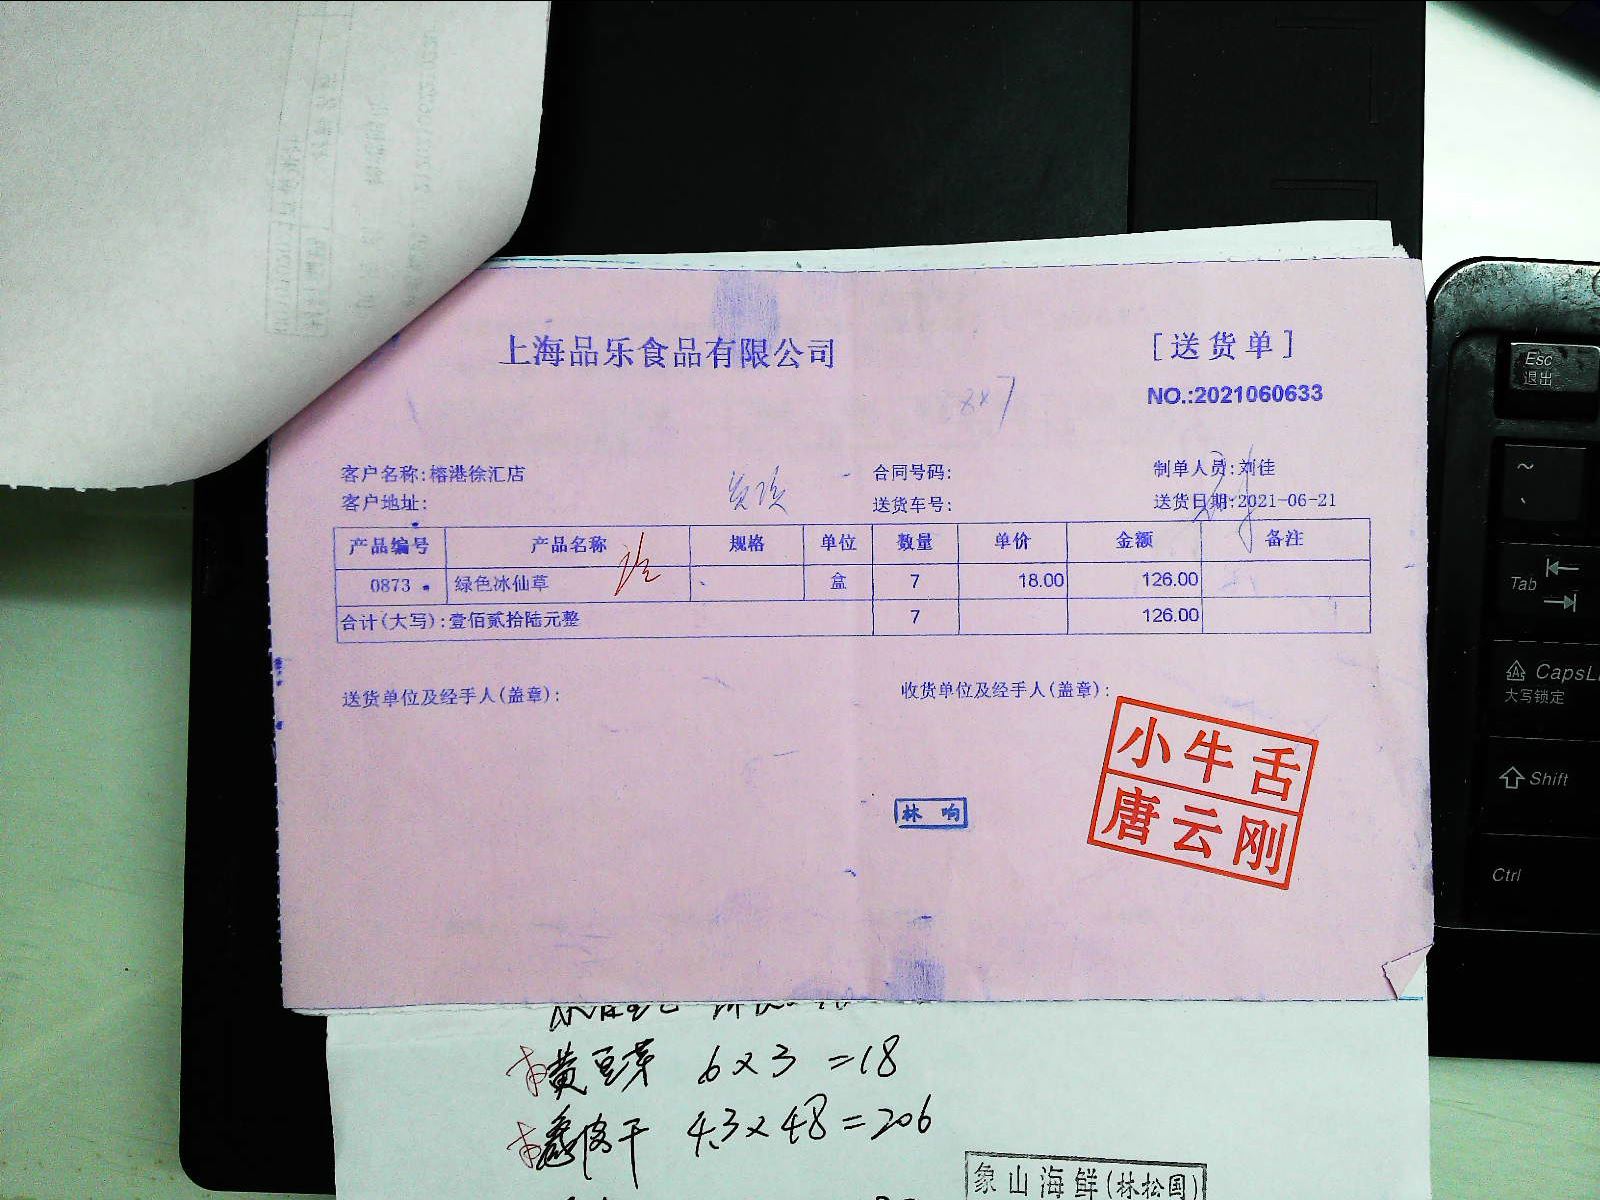 上海品乐食品有限公司
[送货单]
NO.:2021060633
客户名称:榕港徐汇店 合同号码: 制单人员:刘佳
客户地址: 送货车号: 送货日期:2021-06-21
产品编号 产品名称 规格 单位 数量 单价 金额 备注
0873 绿色冰仙草 盒 7 18.00 126.00
合计(大写):壹佰贰拾陆元整 7 126.00
送货单位及经手人(盖章): 收货单位及经手人(盖章):
小牛舌
唐云刚
林响
黄豆芽 6×3=18
干 4.3×48=206
象山海鲜(林松国)
Esc
退出
~
Tab
CapsL
大写锁定
Shift
Ctrl